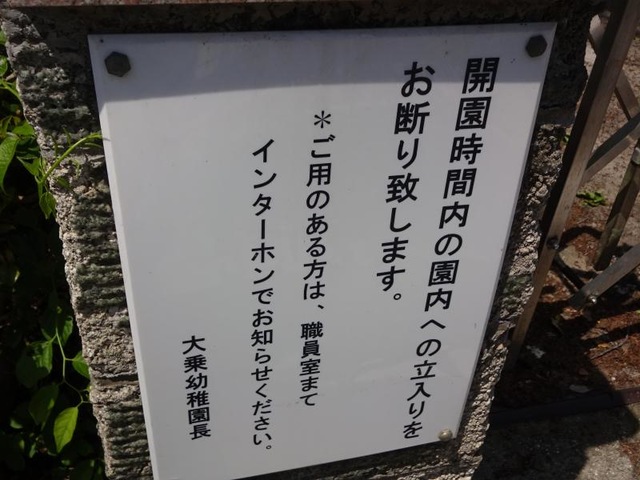 開園時間内の園内への立入りを
お断り致します。
＊ご用のある方は、職員室まて
インターホンでお知らせください。
大乗幼稚園長